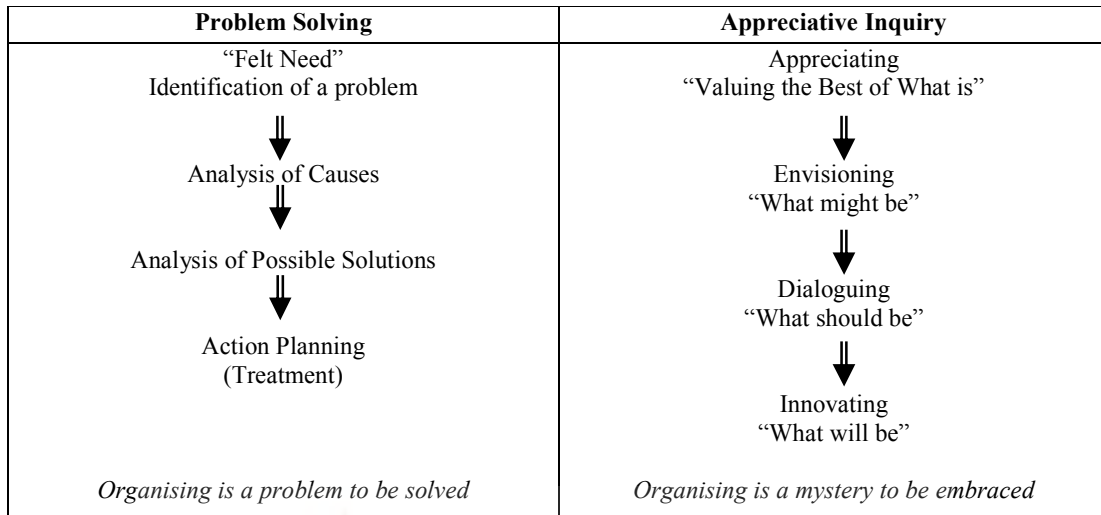 Problem Solving
“Felt Need”
Identification of a problem
Analysis of Causes
Analysis of Possible Solutions
Action Planning
(Treatment)
Organising is a problem to be solved
Appreciative Inquiry
Appreciating
“Valuing the Best of What is”
Envisioning
“What might be”
Dialoguing
“What should be”
Innovating
“What will be”
Organising is a mystery to be embraced